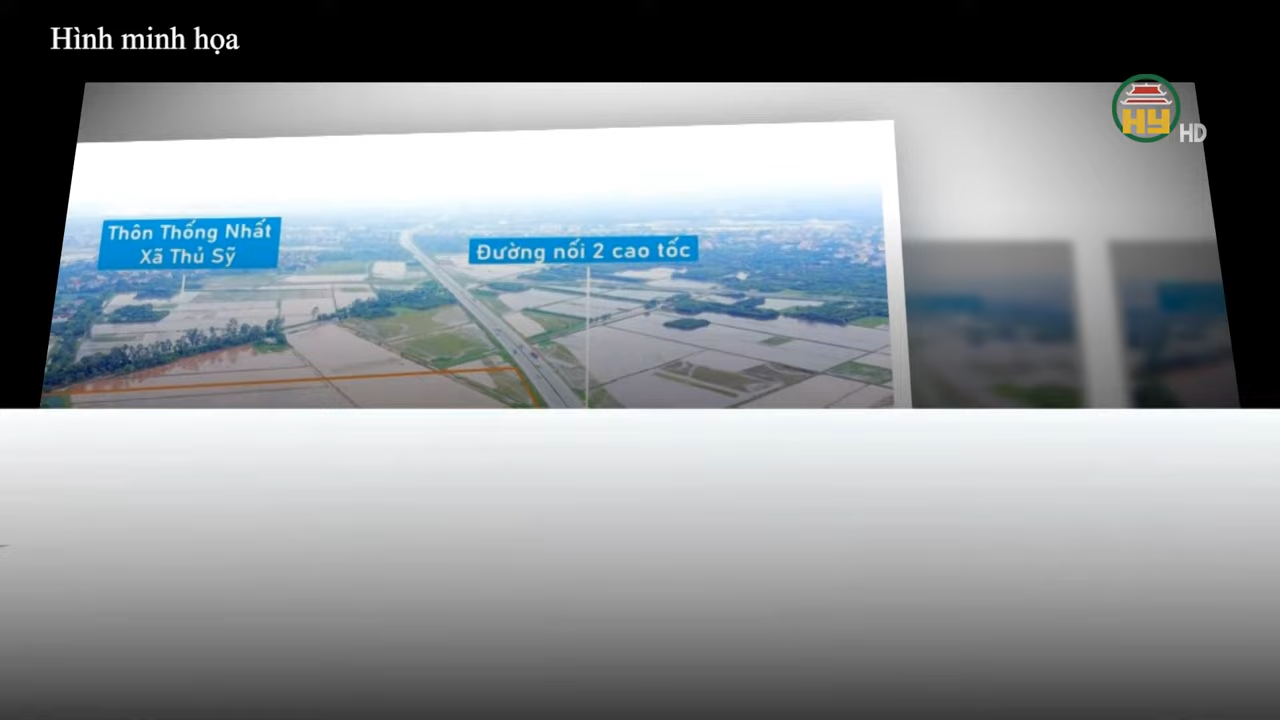 Hình minh họa
HY
HD
Thôn Thống Nhất
Xã Thủ Sỹ
Đường nối 2 cao tốc